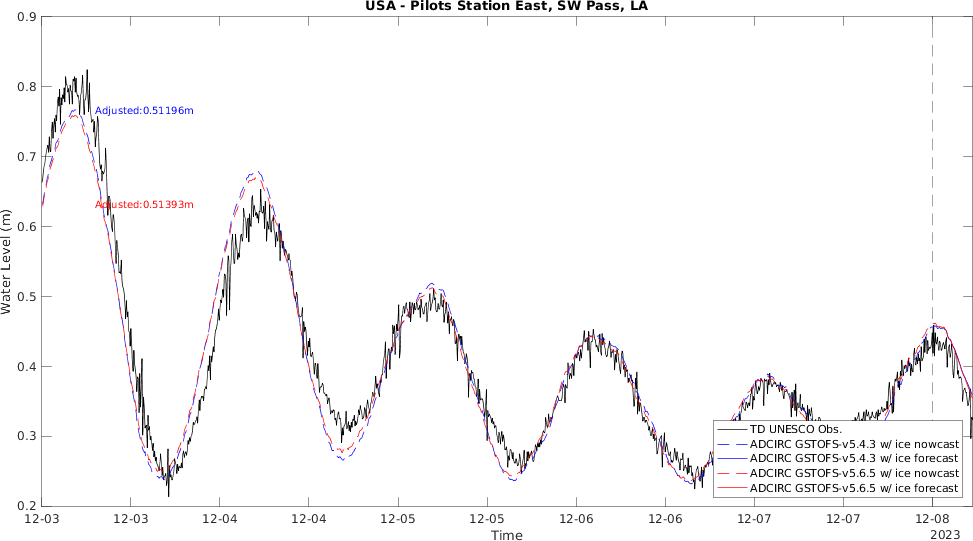 USA - Pilots Station East, SW Pass, LA
Water Level (m)
0.9
0.8
0.7
0.6
0.5
0.4
0.3
0.2
Adjusted:0.51196m
Adjusted:0.51393m
TD UNESCO Obs.
ADCIRC GSTOFS-v5.4.3 w/ ice nowcast
ADCIRC GSTOFS-v5.4.3 w/ ice forecast
ADCIRC GSTOFS-v5.6.5 w/ ice nowcast
ADCIRC GSTOFS-v5.6.5 w/ ice forecast
12-03 12-03 12-04 12-04 12-05 12-05 12-06 12-06 12-07 12-07 12-08
2023
Time